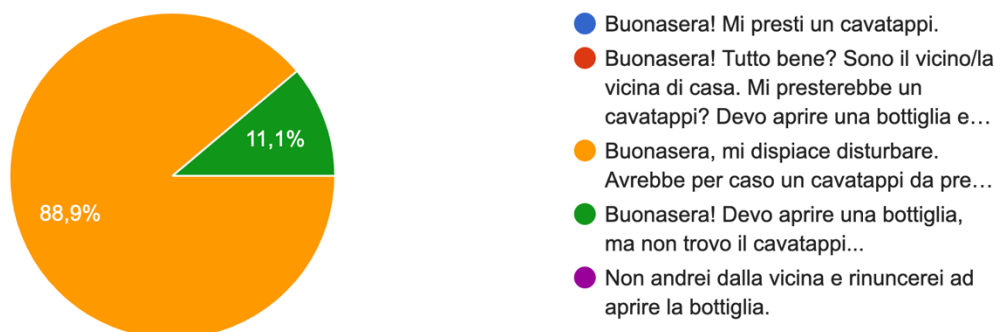 88,9%
11,1%
Buonasera! Mi presti un cavatappi.
Buonasera! Tutto bene? Sono il vicino/la
vicina di casa. Mi presterebbe un
cavatappi? Devo aprire una bottiglia e…
Buonasera, mi dispiace disturbare.
Avrebbe per caso un cavatappi da pre…
Buonasera! Devo aprire una bottiglia,
ma non trovo il cavatappi...
Non andrei dalla vicina e rinuncerei ad
aprire la bottiglia.